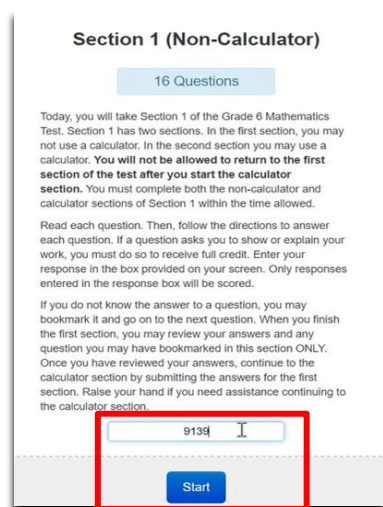 Section 1 (Non-Calculator)
16 Questions
Today, you will take Section 1 of the Grade 6 Mathematics
Test. Section 1 has two sections. In the first section, you may
not use a calculator. In the second section you may use a
calculator. You will not be allowed to return to the first
section of the test after you start the calculator
section. You must complete both the non-calculator and
calculator sections of Section 1 within the time allowed.
Read each question. Then, follow the directions to answer
each question. If a question asks you to show or explain your
work, you must do so to receive full credit. Enter your
response in the box provided on your screen. Only responses
entered in the response box will be scored.
If you do not know the answer to a question, you may
bookmark it and go on to the next question. When you finish
the first section, you may review your answers and any
question you may have bookmarked in this section ONLY.
Once you have reviewed your answers, continue to the
calculator section by submitting the answers for the first
section. Raise your hand if you need assistance continuing to
the calculator section.
9139
Start